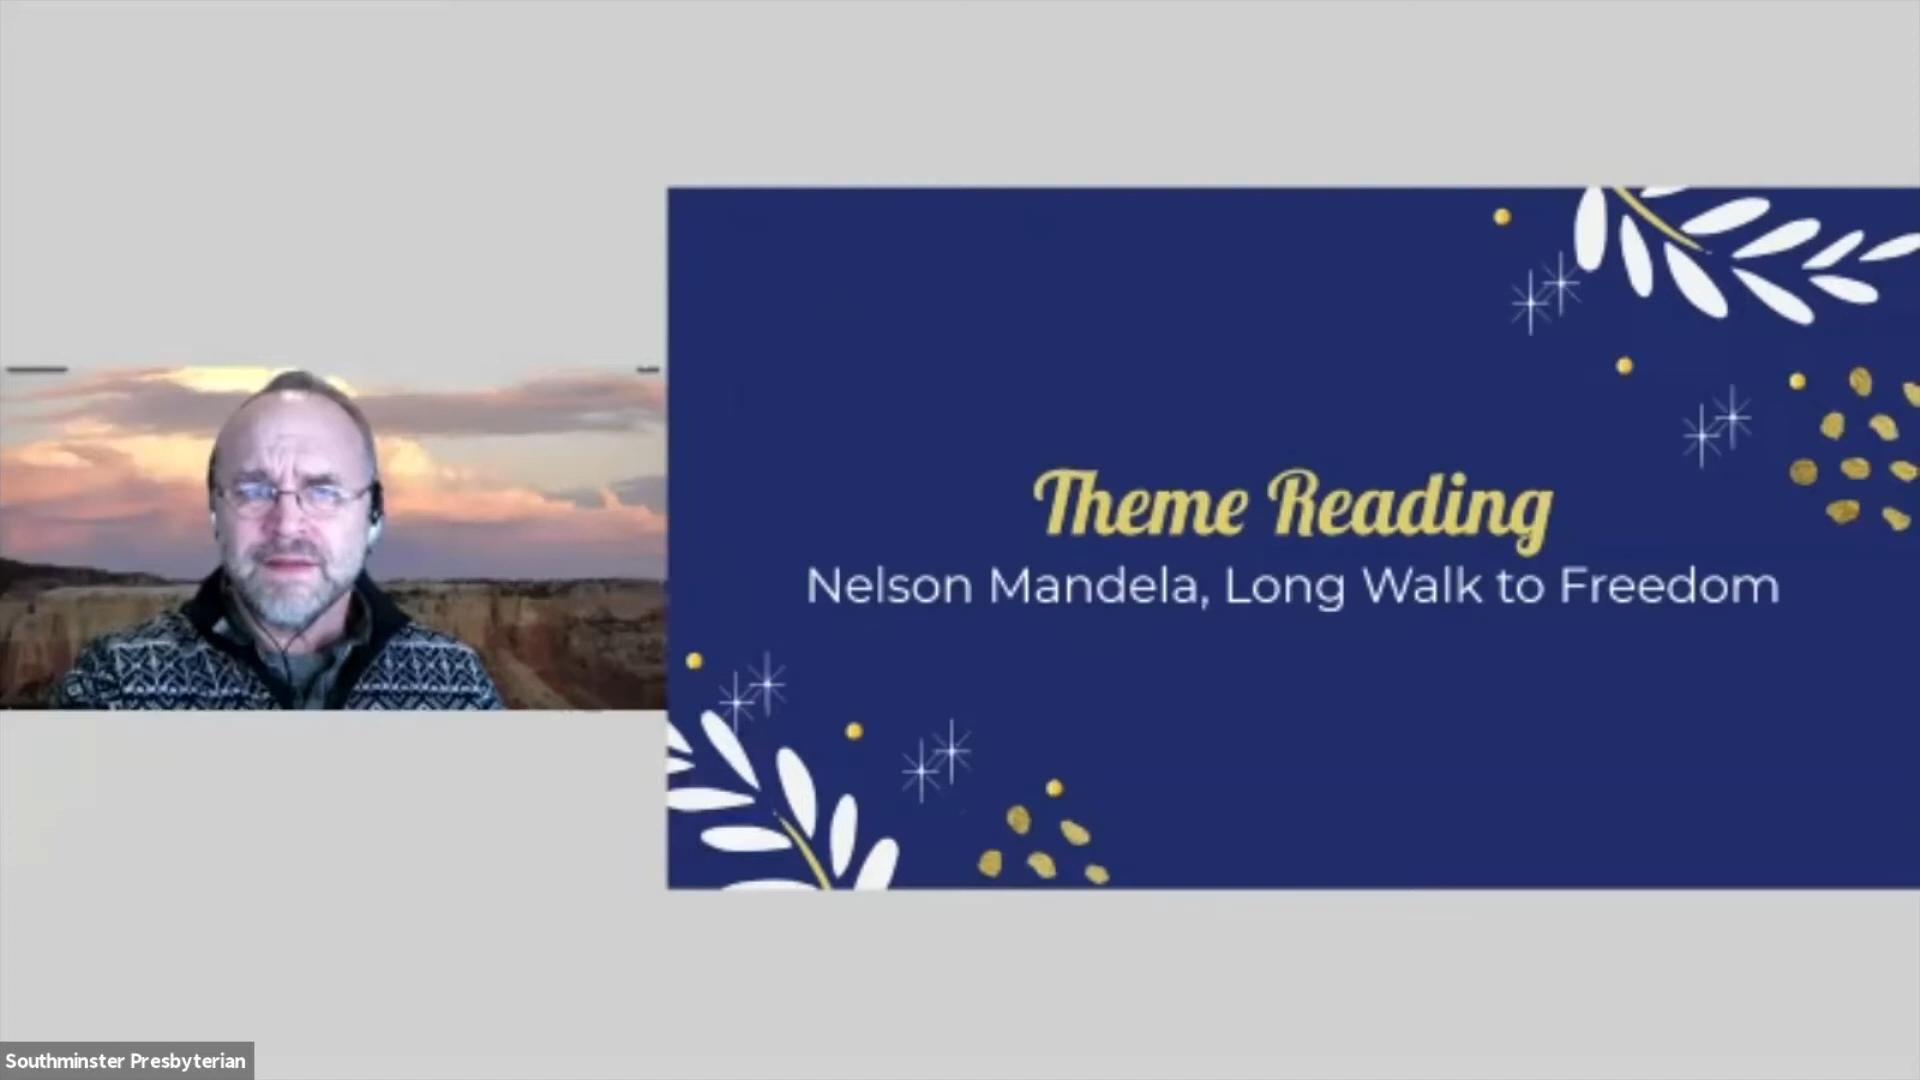 Theme Reading
Nelson Mandela, Long Walk to Freedom
Southminster Presbyterian